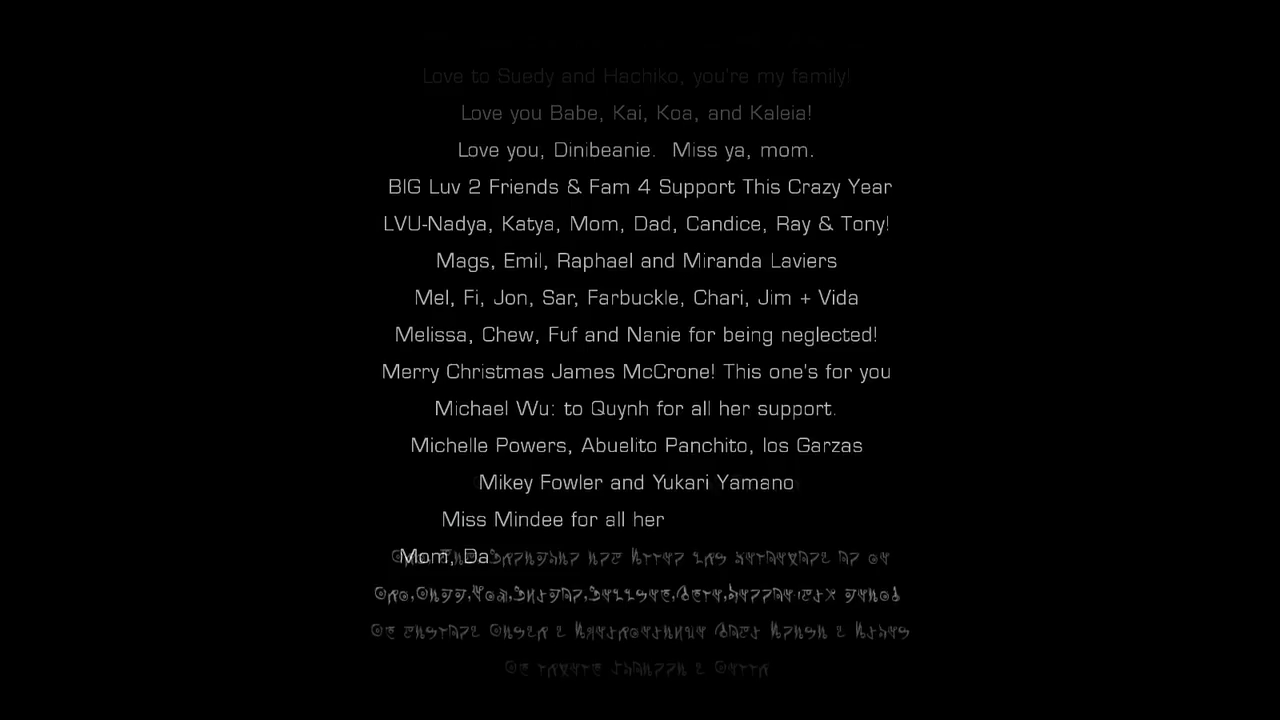 Love to Suedy and Hachiko, you're my family!
Love you Babe, Kai, Koa, and Kaleia!
Love you, Dinibeanie.  Miss ya, mom.
BIG Luv 2 Friends & Fam 4 Support This Crazy Year
LVU-Nadya, Katya, Mom, Dad, Candice, Ray & Tony!
Mags, Emil, Raphael and Miranda Laviers
Mel, Fi, Jon, Sar, Farbuckle, Chari, Jim + Vida
Melissa, Chew, Fuf and Nanie for being neglected!
Merry Christmas James McCrone! This one's for you
Michael Wu: to Quynh for all her support.
Michelle Powers, Abuelito Panchito, los Garzas
Mikey Fowler and Yukari Yamano
Miss Mindee for all her
Mom, Da